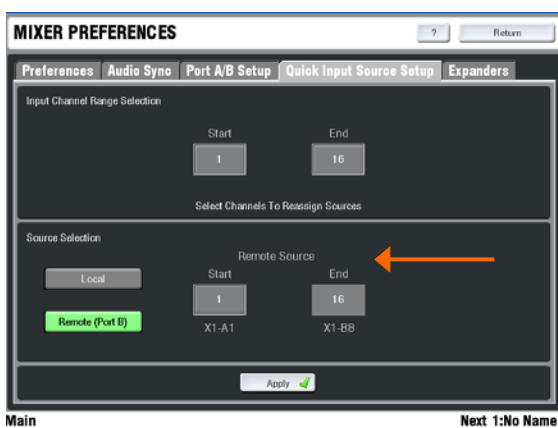 MIXER PREFERENCES ? Return
Preferences Audio Sync Port A/B Setup Quick Input Source Setup Expanders
Input Channel Range Selection
Start End
1 16
Select Channels To Reassign Sources
Source Selection
Remote Source
Local Start End
1 16
Remote (Port B) X1-A1 X1-B8
Apply
Main Next 1:No Name